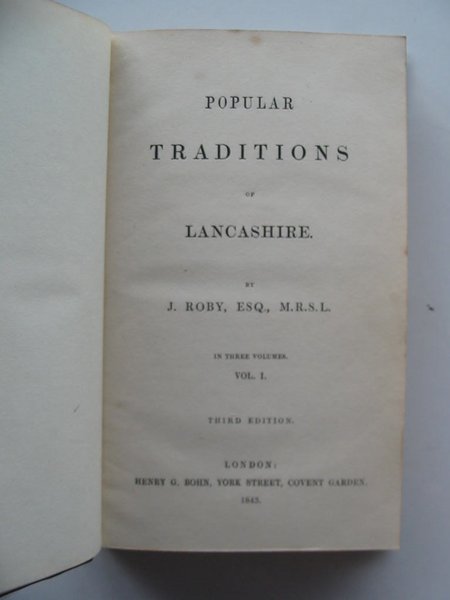 POPULAR
TRADITIONS
OF
LANCASHIRE.
BY
J. ROBY, ESQ., M.R.S.L.
IN THREE VOLUMES.
VOL. I.
THIRD EDITION.
LONDON:
HENRY G. BOHN, YORK STREET, COVENT GARDEN.
1843.